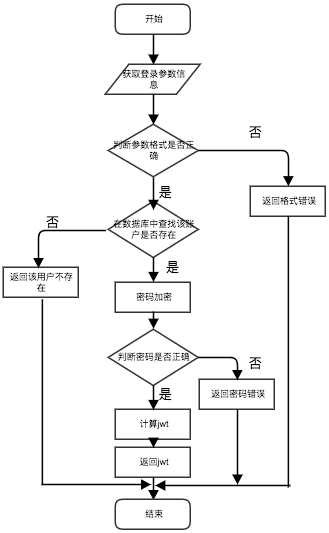 开始
获取登录参数信
息
判断参数格式是否正
确
否
返回格式错误
是
在数据库中查找该账
户是否存在
否
返回该用户不存
在
是
密码加密
判断密码是否正确
否
返回密码错误
是
计算jwt
返回jwt
结束